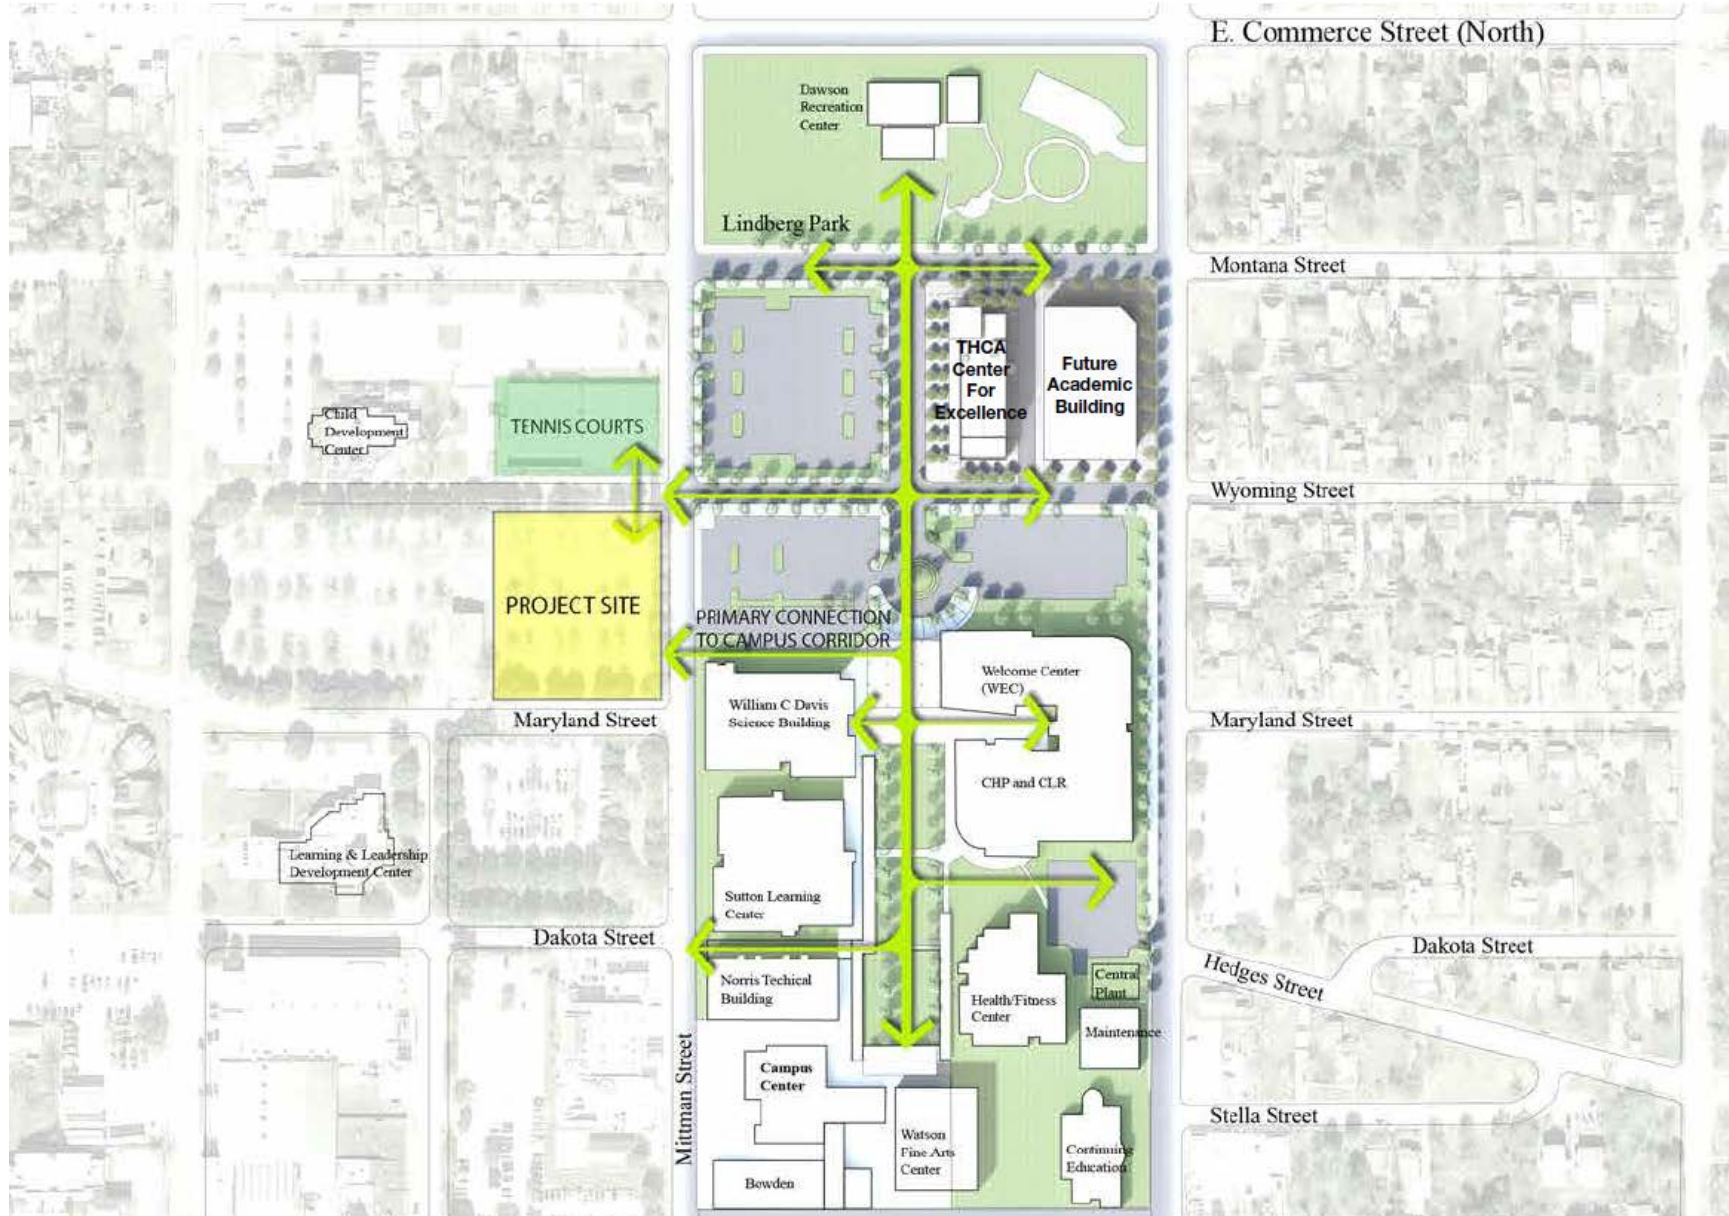 E. Commerce Street (North)
Dawson
Recreation
Center
Lindberg Park
Montana Street
THCA
Center
For
Excellence
Future
Academic
Building
Child
Development
Center
TENNIS COURTS
Wyoming Street
PROJECT SITE
PRIMARY CONNECTION
TO CAMPUS CORRIDOR
Welcome Center
(WEC)
William C Davis
Science Building
Maryland Street
Maryland Street
CHP and CLR
Learning & Leadership
Development Center
Sutton Learning
Center
Dakota Street
Dakota Street
Hedges Street
Norris Techical
Building
Central
Plant
Health/Fitness
Center
Maintenance
Mittman Street
Campus
Center
Stella Street
Watson
Fine Arts
Center
Continuing
Education
Bowden